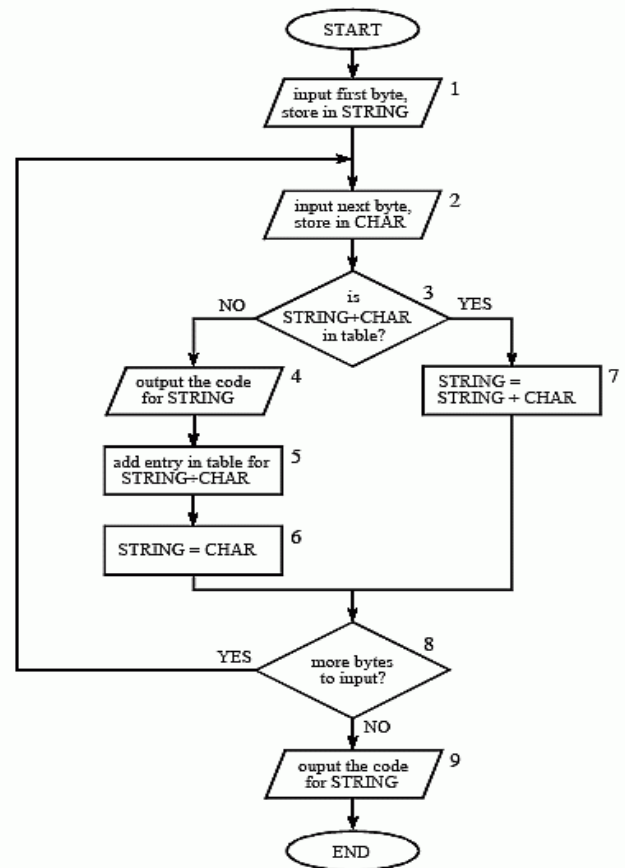 START
1
input first byte,
store in STRING
2
input next byte,
store in CHAR
3
is
STRING+CHAR
in table?
NO
YES
4
output the code
for STRING
7
STRING =
STRING + CHAR
5
add entry in table for
STRING+CHAR
6
STRING = CHAR
8
more bytes
to input?
YES
NO
9
ouput the code
for STRING
END